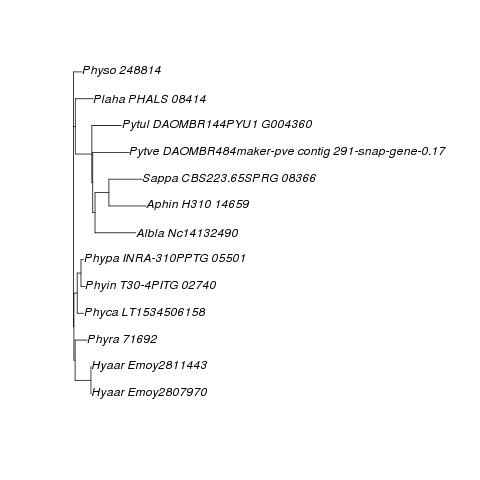 Physo 248814
Plaha PHALS 08414
Pytul DAOMBR144PYU1 G004360
Pytve DAOMBR484maker-pve contig 291-snap-gene-0.17
Sappa CBS223.65SPRG 08366
Aphin H310 14659
Albla Nc14132490
Phypa INRA-310PPTG 05501
Phyin T30-4PITG 02740
Phyca LT1534506158
Phyra 71692
Hyaar Emoy2811443
Hyaar Emoy2807970